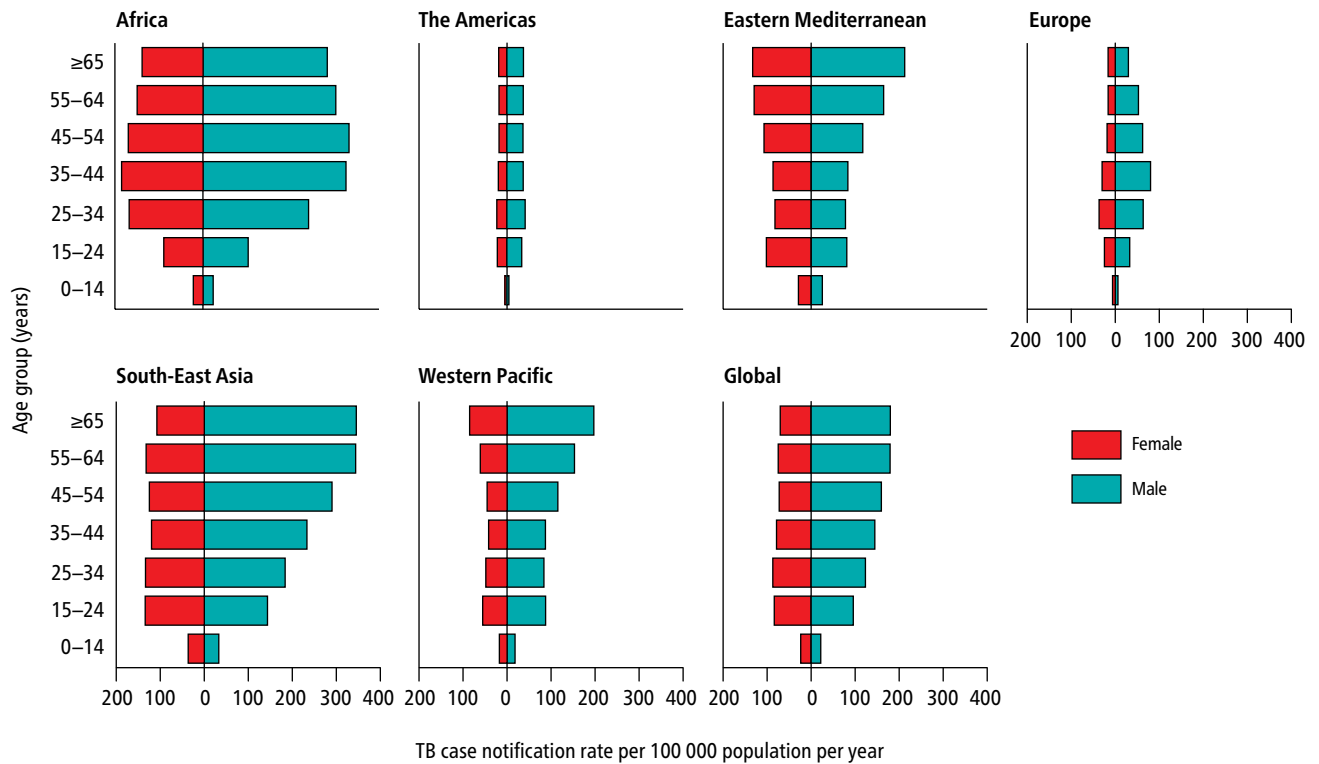 Africa
The Americas
Eastern Mediterranean
Europe
Age group (years)
≥65
55–64
45–54
35–44
25–34
15–24
0–14
200 100 0 100 200 300 400
South-East Asia
Western Pacific
Global
≥65
55–64
45–54
35–44
25–34
15–24
0–14
200 100 0 100 200 300 400
200 100 0 100 200 300 400
200 100 0 100 200 300 400
Female
Male
TB case notification rate per 100 000 population per year